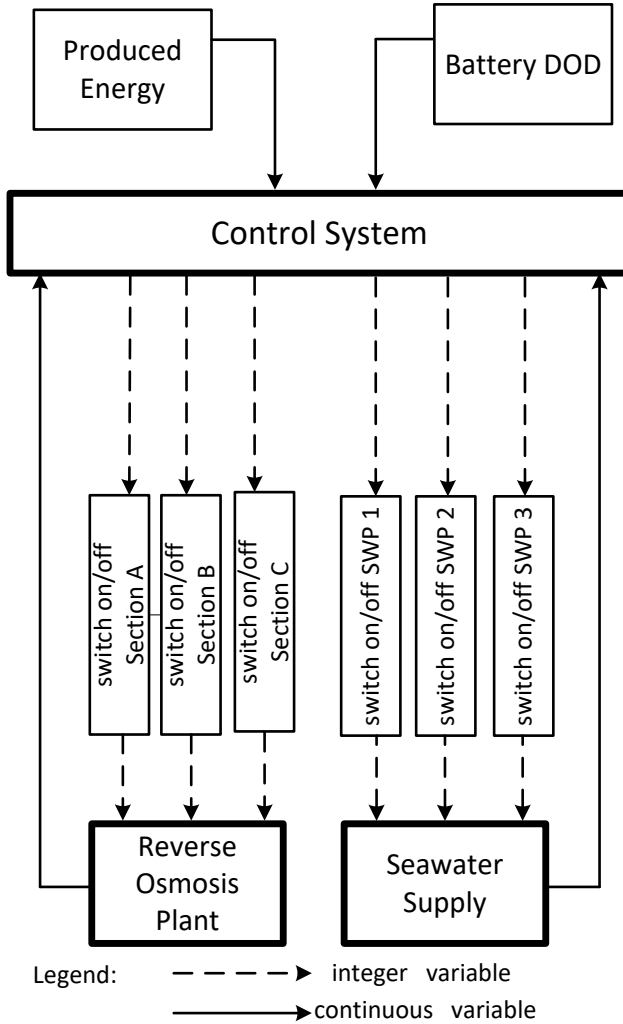 Produced
Energy
Battery DOD
Control System
switch on/off
Section A
switch on/off
Section B
switch on/off
Section C
switch on/off SWP 1
switch on/off SWP 2
switch on/off SWP 3
Reverse
Osmosis
Plant
Seawater
Supply
Legend:
integer variable
continuous variable